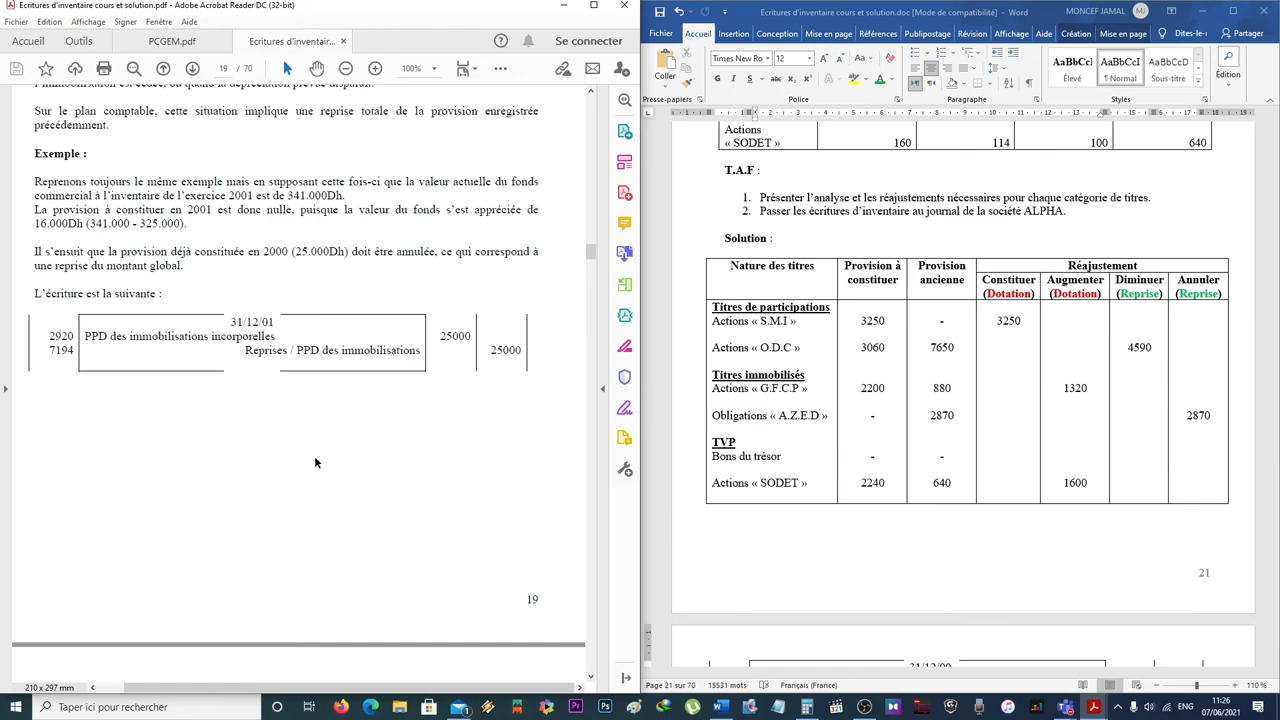 Ecritures d'inventaire cours et solution.pdf - Adobe Acrobat Reader DC (32-bit)
Fichier Edition Affichage Signer Fenêtre Aide
Accueil Outils PCGEM.pdf Ecritures d'inventair... × Se connecter
19 / 70 100%
Sur le plan comptable, cette situation implique une reprise totale de la provision enregistrée
précédemment.
Exemple :
Reprenons toujours le même exemple mais en supposant cette fois-ci que la valeur actuelle du fonds
commercial à l'inventaire de l'exercice 2001 est de 341.000Dh.
La provision à constituer en 2001 est donc nulle, puisque la valeur du fonds s'est appréciée de
16.000Dh (341.000 - 325.000)
Il s'ensuit que la provision déjà constituée en 2000 (25.000Dh) doit être annulée, ce qui correspond à
une reprise du montant global.
L'écriture est la suivante :
31/12/01
2920 PPD des immobilisations incorporelles 25000
7194 Reprises / PPD des immobilisations 25000
19
210 x 297 mm
Ecritures d'inventaire cours et solution.doc [Mode de compatibilité] - Word MONCEF JAMAL MJ
Fichier Accueil Insertion Conception Mise en page Références Publipostage Révision Affichage Aide Création Mise en page Dites-le Partager
Coller
Times New Ro 12 Aa
G I S abc x₂ x²
AaBbCcI AaBbCcI AaBbCcD
Élevé ¶ Normal Sous-titre
Édition
Presse-papiers Police Paragraphe Styles
Actions
« SODET » 160 114 100 640
T.A.F :
1. Présenter l'analyse et les réajustements nécessaires pour chaque catégorie de titres.
2. Passer les écritures d'inventaire au journal de la société ALPHA.
Solution :
Nature des titres Provision à constituer Provision ancienne Réajustement
Constituer (Dotation) Augmenter (Dotation) Diminuer (Reprise) Annuler (Reprise)
Titres de participations
Actions « S.M.I » 3250 - 3250
Actions « O.D.C » 3060 7650 4590
Titres immobilisés
Actions « G.F.C.P » 2200 880 1320
Obligations « A.Z.E.D » - 2870 2870
TVP
Bons du trésor - -
Actions « SODET » 2240 640 1600
21
31/12/00
Page 21 sur 70 15531 mots Français (France) 110 %
Taper ici pour rechercher
ENG
11:26
07/06/2021